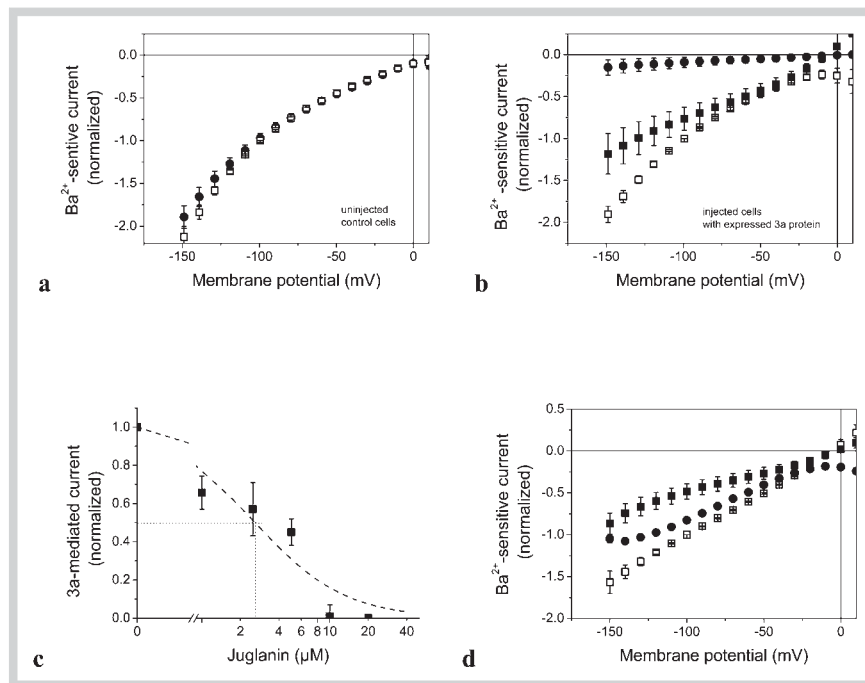 0.0
-0.5
-1.0
-1.5
-2.0
Ba2+-sentive current
(normalized)
-150 -100 -50 0
Membrane potential (mV)
uninjected
control cells
a
0.0
-0.5
-1.0
-1.5
-2.0
Ba2+-sensitive current
(normalized)
-150 -100 -50 0
Membrane potential (mV)
injected cells
with expressed 3a protein
b
1.0
0.8
0.6
0.4
0.2
0.0
3a-mediated current
(normalized)
0 2 4 6 8 10 20 40
Juglanin (µM)
c
0.5
0.0
-0.5
-1.0
-1.5
-2.0
Ba2+-sensitive current
(normalized)
-150 -100 -50 0
Membrane potential (mV)
d